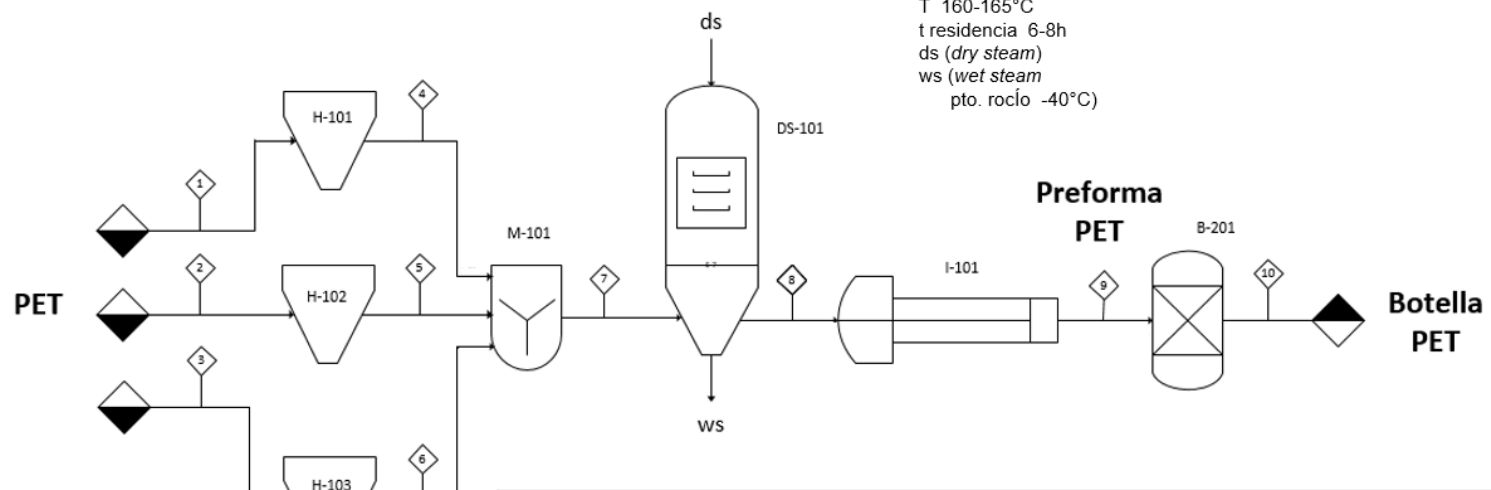 T 160-165°C
t residencia 6-8h
ds (dry steam)
ws (wet steam
pto. rocÍo -40°C)
ds
4
H-101
DS-101
1
Preforma
PET
B-201
M-101
2
5
H-102
7
8
I-101
9
10
PET
Botella
PET
3
ws
6
H-103